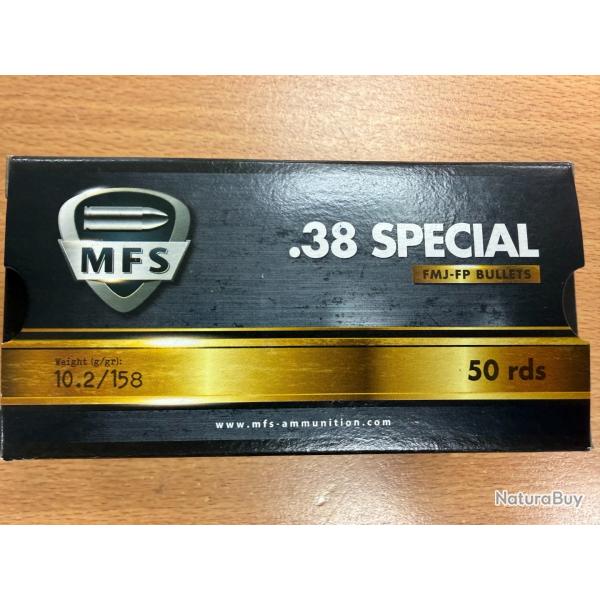 MFS
.38 SPECIAL
FMJ-FP BULLETS
Weight (g/gr):
10.2/158
50 rds
www.mfs-ammunition.com
NaturaBuy